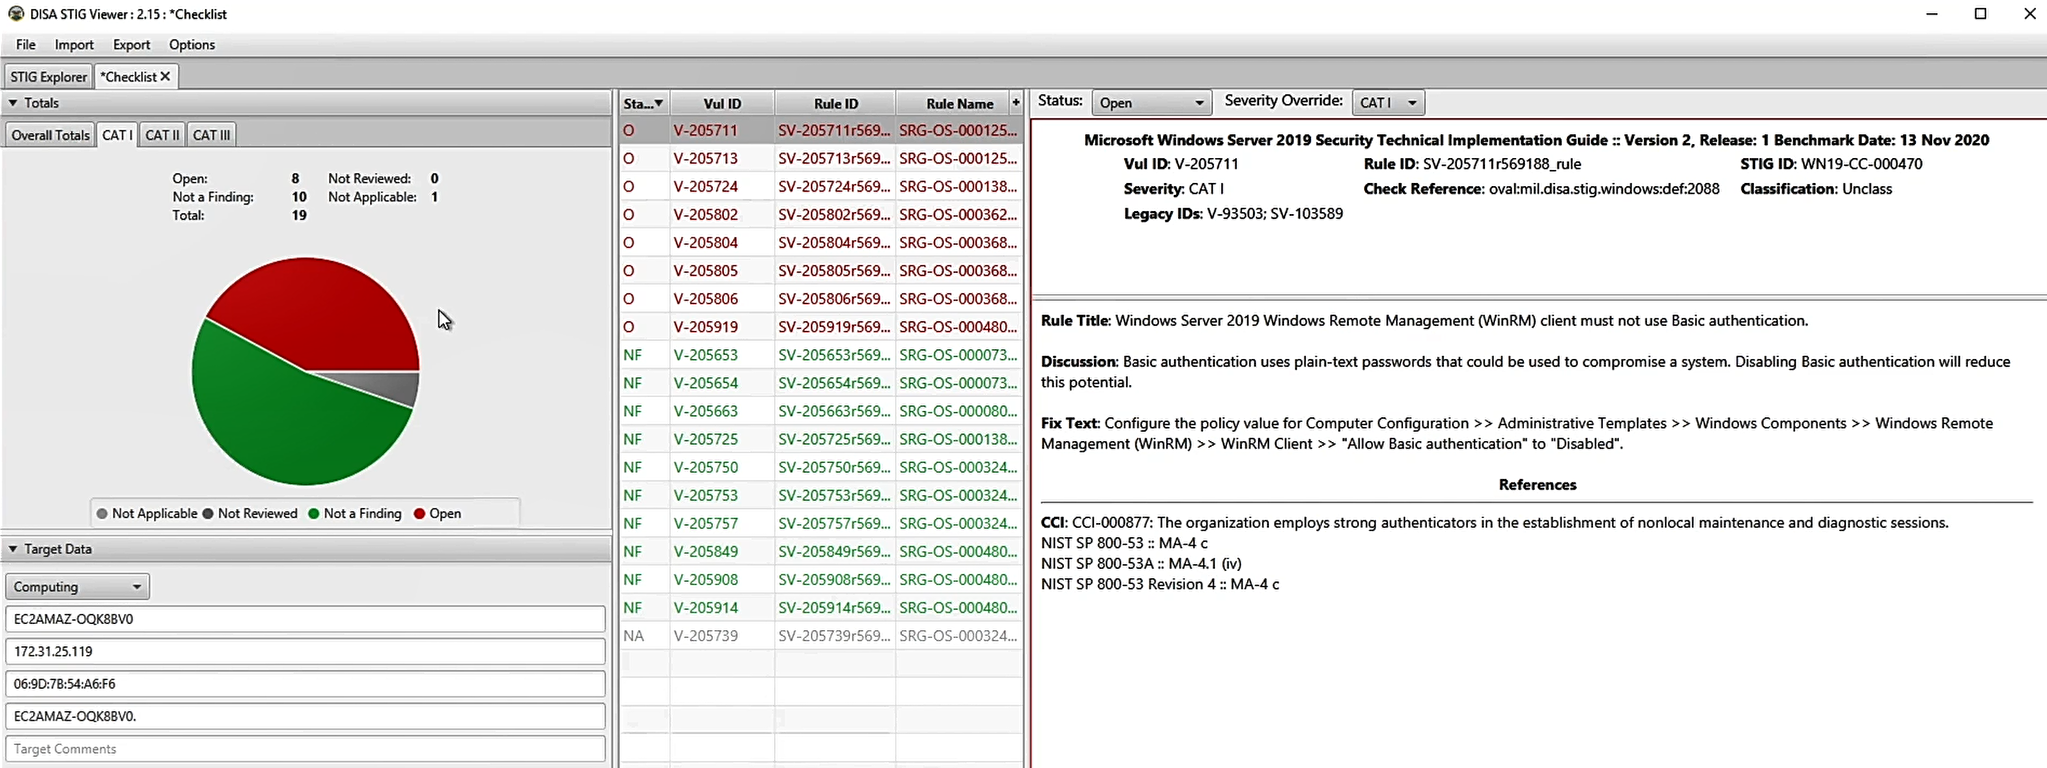 DISA STIG Viewer : 2.15 : *Checklist
File Import Export Options
STIG Explorer *Checklist
Totals
Overall Totals CAT I CAT II CAT III
Open: 8 Not Reviewed: 0
Not a Finding: 10 Not Applicable: 1
Total: 19
Not Applicable Not Reviewed Not a Finding Open
Target Data
Computing
EC2AMAZ-OQK8BV0
172.31.25.119
06:9D:7B:54:A6:F6
EC2AMAZ-OQK8BV0.
Target Comments
Sta... Vul ID Rule ID Rule Name +
O V-205711 SV-205711r569... SRG-OS-000125...
O V-205713 SV-205713r569... SRG-OS-000125...
O V-205724 SV-205724r569... SRG-OS-000138...
O V-205802 SV-205802r569... SRG-OS-000362...
O V-205804 SV-205804r569... SRG-OS-000368...
O V-205805 SV-205805r569... SRG-OS-000368...
O V-205806 SV-205806r569... SRG-OS-000368...
O V-205919 SV-205919r569... SRG-OS-000480...
NF V-205653 SV-205653r569... SRG-OS-000073...
NF V-205654 SV-205654r569... SRG-OS-000073...
NF V-205663 SV-205663r569... SRG-OS-000080...
NF V-205725 SV-205725r569... SRG-OS-000138...
NF V-205750 SV-205750r569... SRG-OS-000324...
NF V-205753 SV-205753r569... SRG-OS-000324...
NF V-205757 SV-205757r569... SRG-OS-000324...
NF V-205849 SV-205849r569... SRG-OS-000480...
NF V-205908 SV-205908r569... SRG-OS-000480...
NF V-205914 SV-205914r569... SRG-OS-000480...
NA V-205739 SV-205739r569... SRG-OS-000324...
Status: Open Severity Override: CAT I
Microsoft Windows Server 2019 Security Technical Implementation Guide :: Version 2, Release: 1 Benchmark Date: 13 Nov 2020
Vul ID: V-205711 Rule ID: SV-205711r569188_rule STIG ID: WN19-CC-000470
Severity: CAT I Check Reference: oval:mil.disa.stig.windows:def:2088 Classification: Unclass
Legacy IDs: V-93503; SV-103589
Rule Title: Windows Server 2019 Windows Remote Management (WinRM) client must not use Basic authentication.
Discussion: Basic authentication uses plain-text passwords that could be used to compromise a system. Disabling Basic authentication will reduce
this potential.
Fix Text: Configure the policy value for Computer Configuration >> Administrative Templates >> Windows Components >> Windows Remote
Management (WinRM) >> WinRM Client >> "Allow Basic authentication" to "Disabled".
References
CCI: CCI-000877: The organization employs strong authenticators in the establishment of nonlocal maintenance and diagnostic sessions.
NIST SP 800-53 :: MA-4 c
NIST SP 800-53A :: MA-4.1 (iv)
NIST SP 800-53 Revision 4 :: MA-4 c